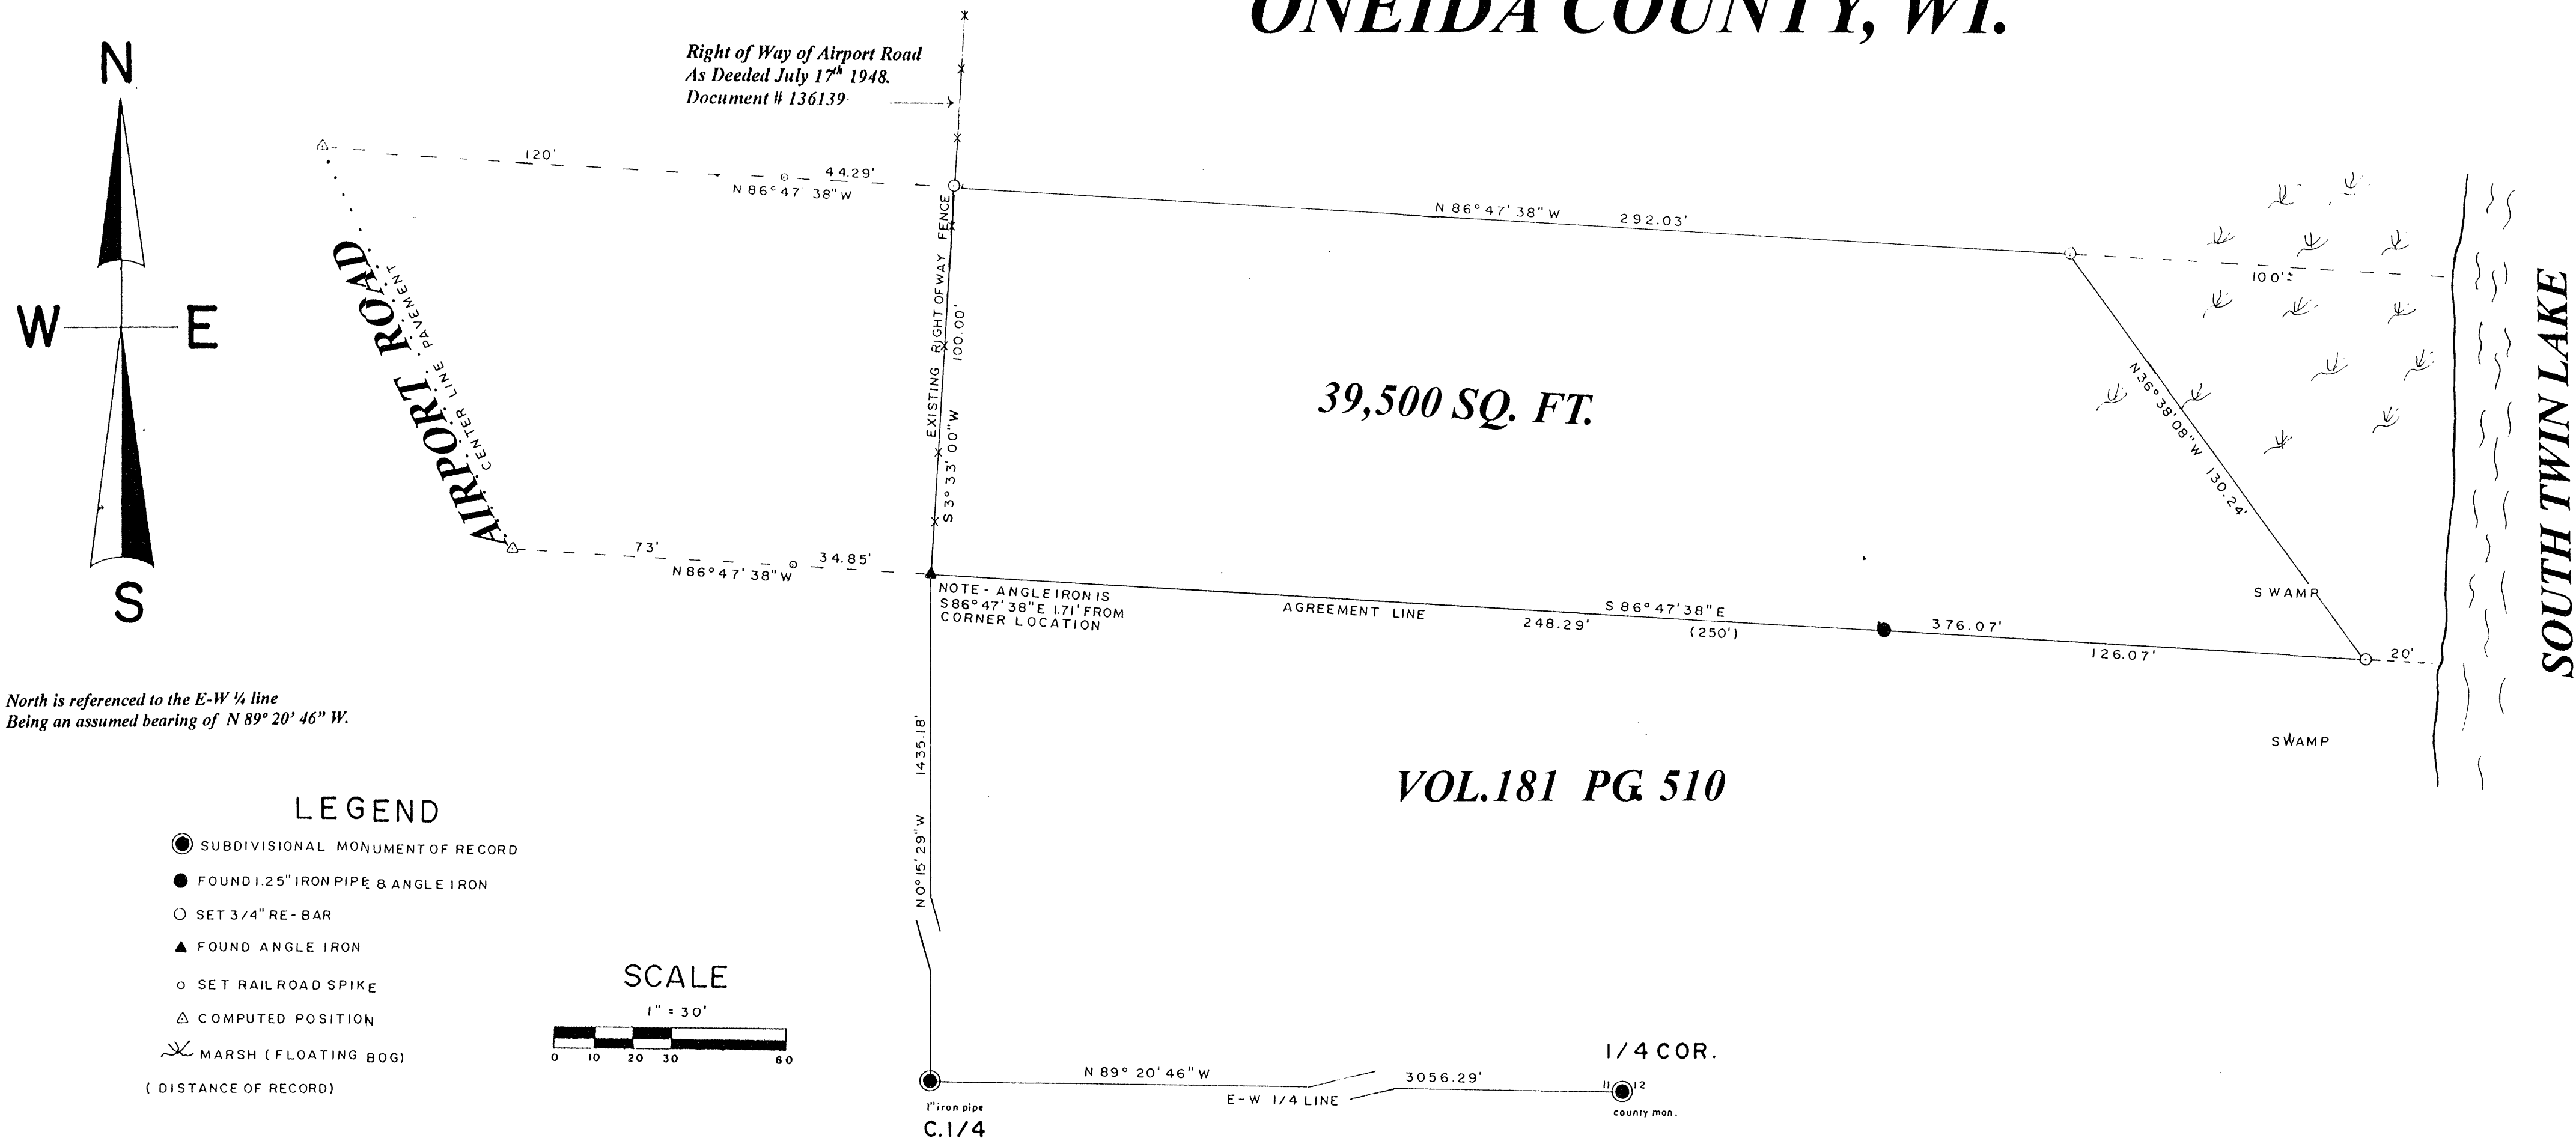 ONEIDA COUNTY, WI.
Right of Way of Airport Road
As Deeded July 17th 1948.
Document # 136139
N
W E
S
120'
44.29'
N 86° 47' 38" W
N 86° 47' 38" W 292.03'
100'±
AIRPORT ROAD
CENTER LINE PAVEMENT
EXISTING RIGHT OF WAY FENCE
S 3° 33' 00" W 100.00'
39,500 SQ. FT.
N 36° 38' 08" W 130.24'
SOUTH TWIN LAKE
73'
34.85'
N 86° 47' 38" W
NOTE - ANGLE IRON IS
S 86° 47' 38" E 1.71' FROM
CORNER LOCATION
AGREEMENT LINE
S 86° 47' 38" E
248.29'
(250')
376.07'
126.07'
SWAMP
20'
SWAMP
North is referenced to the E-W ¼ line
Being an assumed bearing of N 89° 20' 46" W.
N 0° 15' 29" W 1435.18'
VOL.181 PG. 510
LEGEND
SUBDIVISIONAL MONUMENT OF RECORD
FOUND 1.25" IRON PIPE & ANGLE IRON
SET 3/4" RE-BAR
FOUND ANGLE IRON
SET RAILROAD SPIKE
COMPUTED POSITION
MARSH ( FLOATING BOG)
( DISTANCE OF RECORD)
SCALE
1" = 30'
0 10 20 30 60
N 89° 20' 46" W
3056.29'
E-W 1/4 LINE
1/4 COR.
11 12
county mon.
1" iron pipe
C.1/4